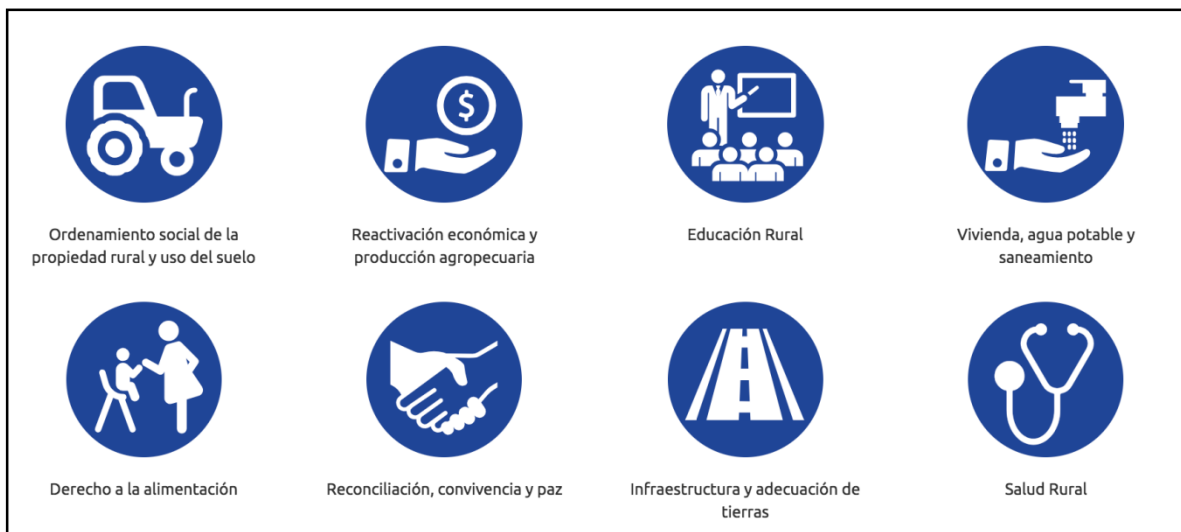 $
Ordenamiento social de la
propiedad rural y uso del suelo
Reactivación económica y
producción agropecuaria
Educación Rural
Vivienda, agua potable y
saneamiento
Derecho a la alimentación
Reconciliación, convivencia y paz
Infraestructura y adecuación de
tierras
Salud Rural